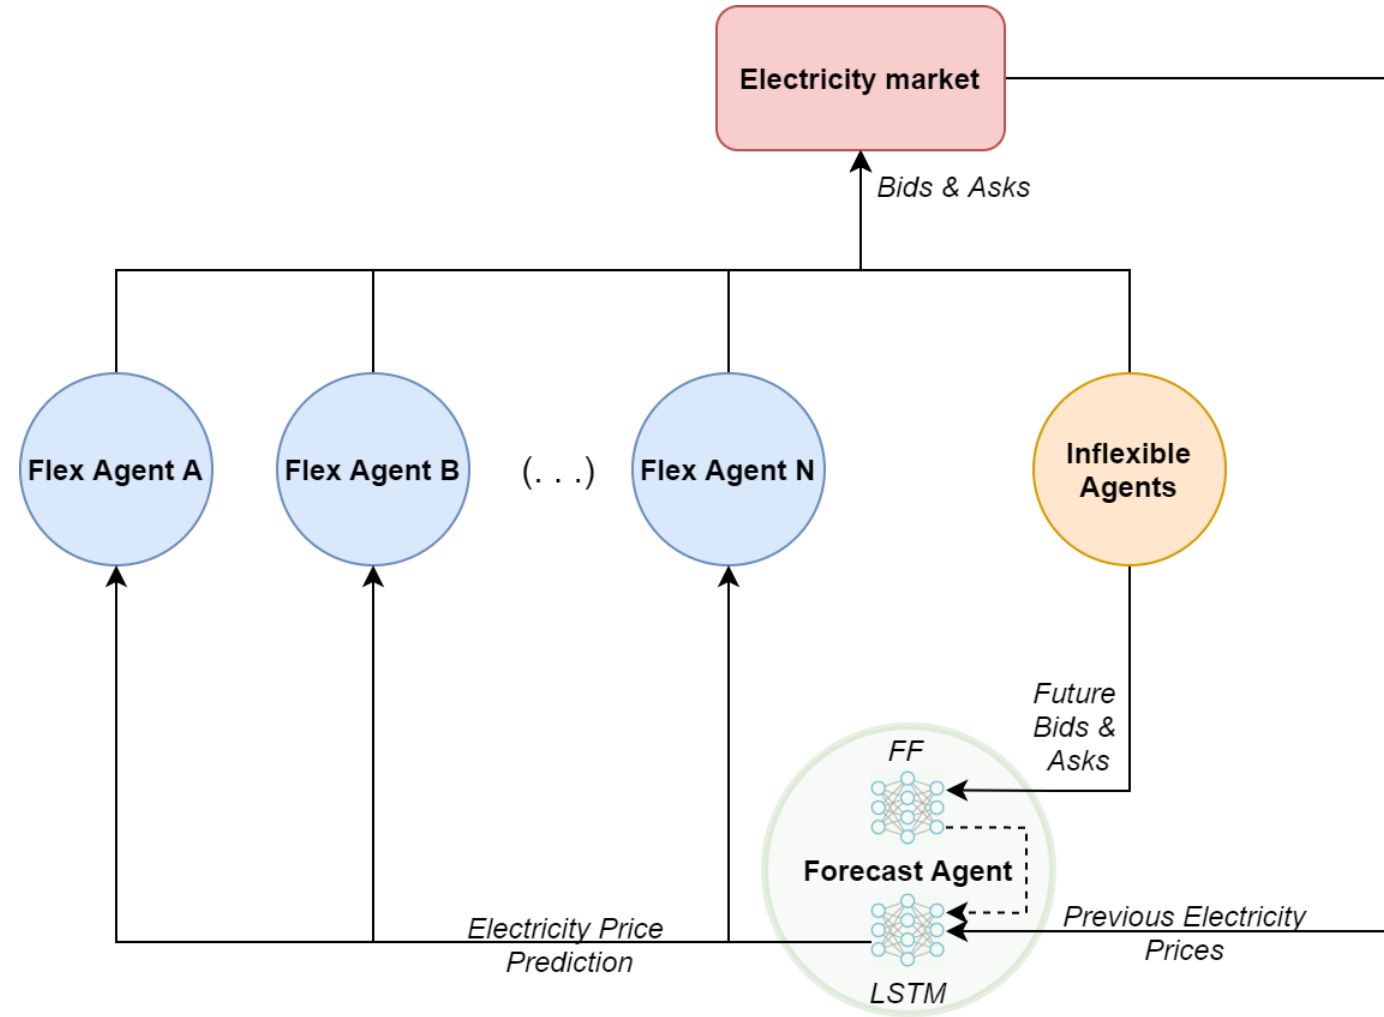 Electricity market
Bids & Asks
Flex Agent A
Flex Agent B
(. . .)
Flex Agent N
Inflexible
Agents
Future
Bids &
Asks
FF
Forecast Agent
Previous Electricity
Prices
Electricity Price
Prediction
LSTM